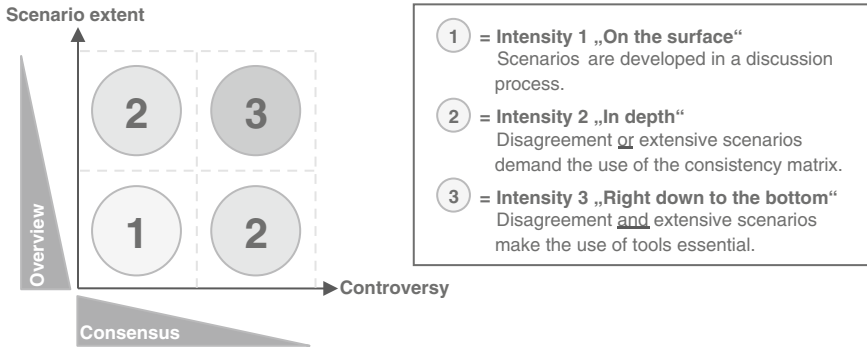 Scenario extent
2
3
1
2
Overview
Controversy
Consensus
1 = Intensity 1 „On the surface“
Scenarios are developed in a discussion
process.
2 = Intensity 2 „In depth“
Disagreement or extensive scenarios
demand the use of the consistency matrix.
3 = Intensity 3 „Right down to the bottom“
Disagreement and extensive scenarios
make the use of tools essential.